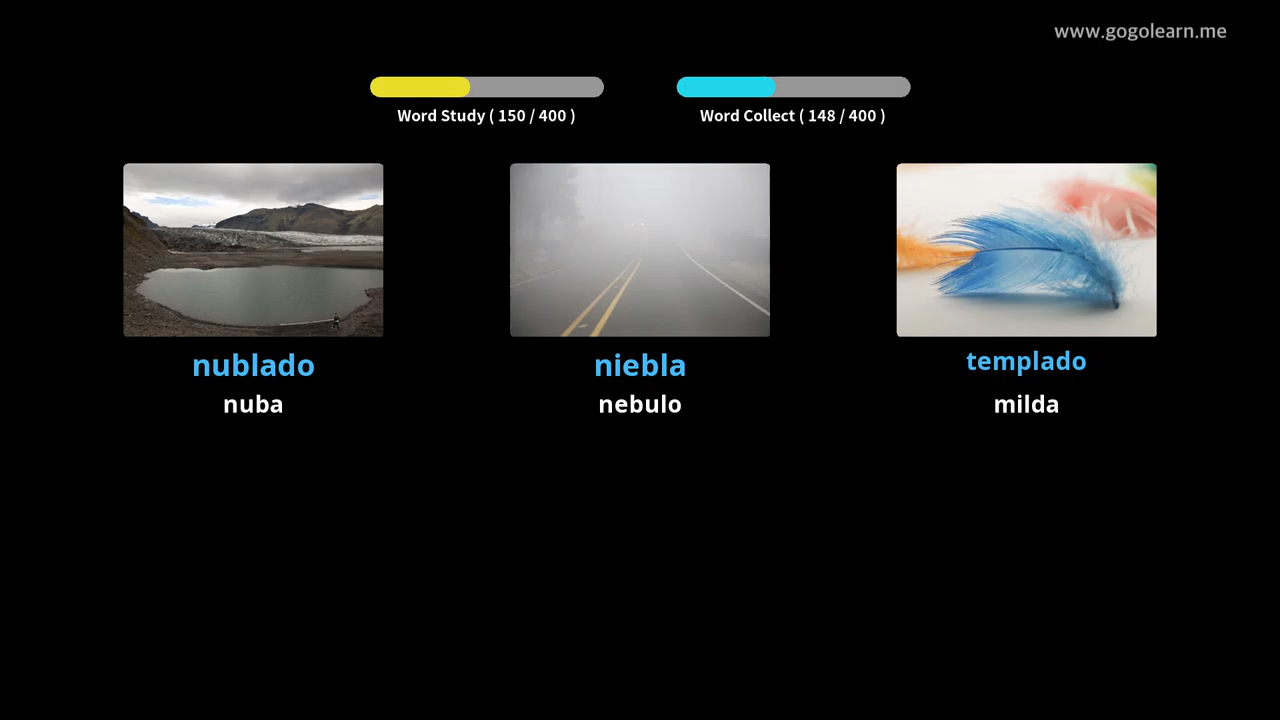 www.gogolearn.me
Word Study ( 150 / 400 )
Word Collect ( 148 / 400 )
nublado
niebla
templado
nuba
nebulo
milda